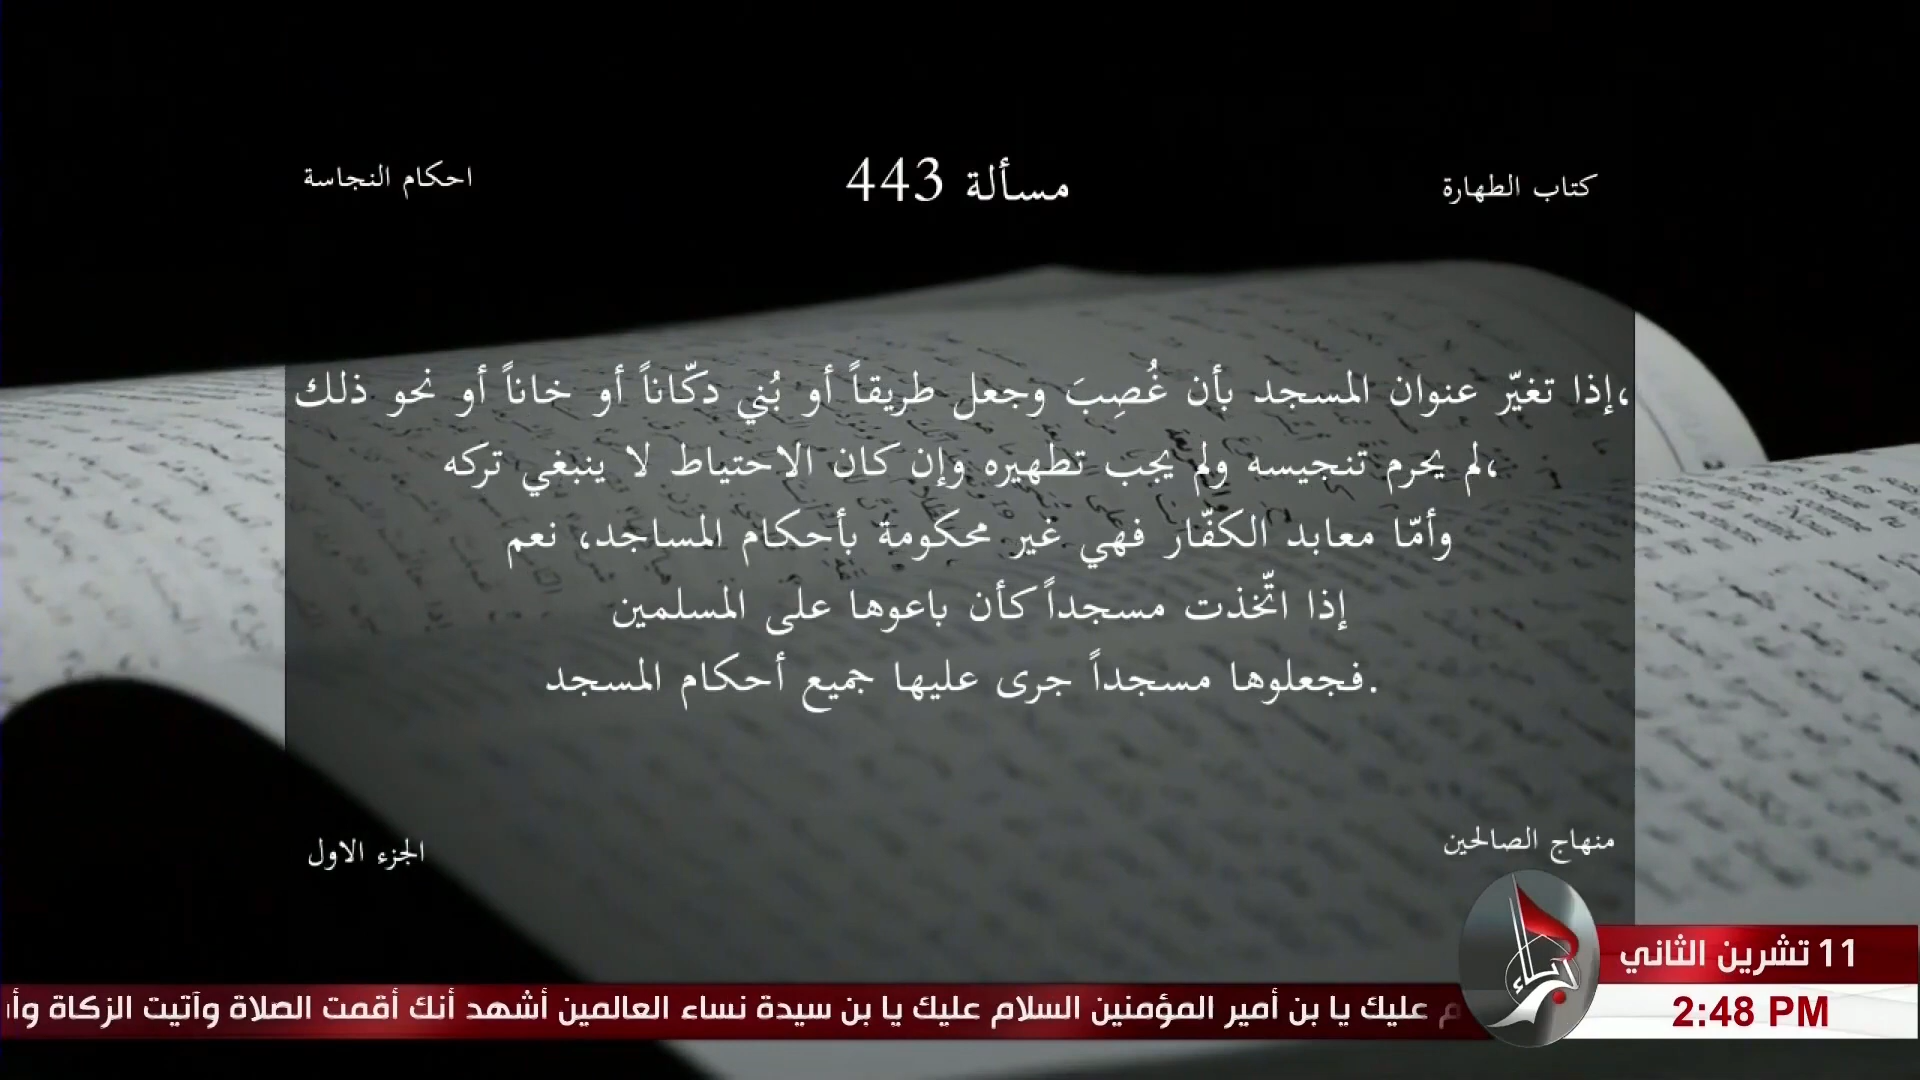 كتاب الطهارة
مسألة 443
احكام النجاسة
إذا تغيّر عنوان المسجد بأن غُصِبَ وجعل طريقاً أو بُني دكّاناً أو خاناً أو نحو ذلك،
لم يحرم تنجيسه ولم يجب تطهيره وإن كان الاحتياط لا ينبغي تركه،
وأمّا معابد الكفّار فهي غير محكومة بأحكام المساجد، نعم
إذا اتّخذت مسجداً كأن باعوها على المسلمين
فجعلوها مسجداً جرى عليها جميع أحكام المسجد.
منهاج الصالحين
الجزء الاول
كربلاء
11 تشرين الثاني
2:48 PM
عليك يا بن أمير المؤمنين السلام عليك يا بن سيدة نساء العالمين أشهد أنك أقمت الصلاة وآتيت الزكاة